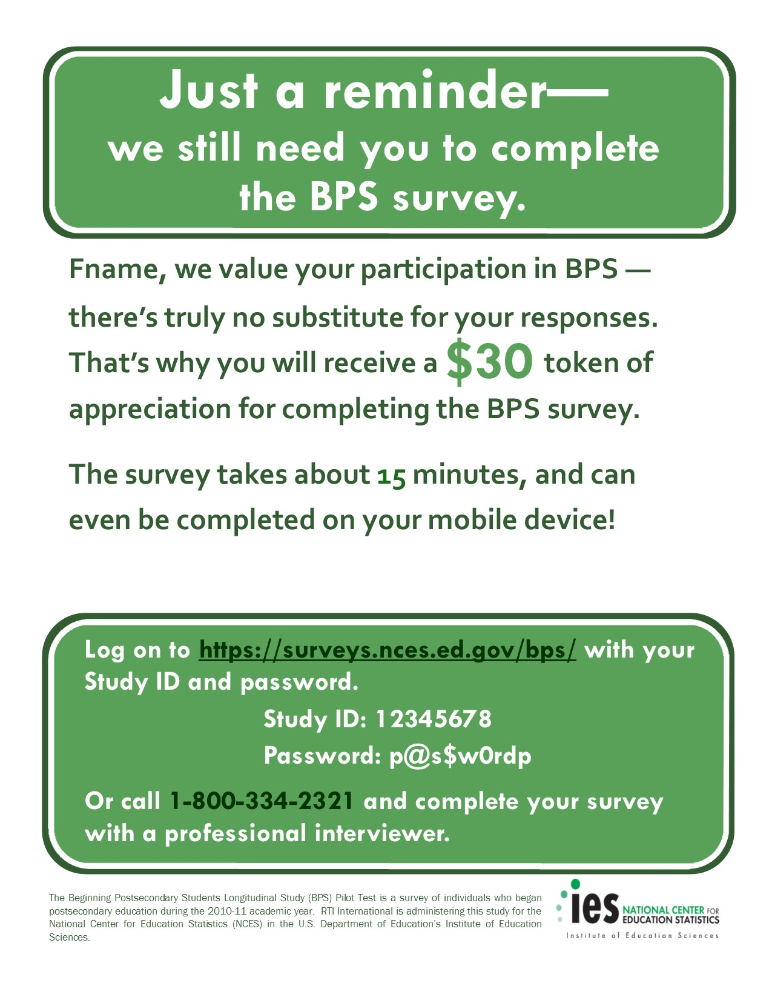 Just a reminder—
we still need you to complete
the BPS survey.
Fname, we value your participation in BPS —
there’s truly no substitute for your responses.
That’s why you will receive a $30 token of
appreciation for completing the BPS survey.
The survey takes about 15 minutes, and can
even be completed on your mobile device!
Log on to https://surveys.nces.ed.gov/bps/ with your
Study ID and password.
Study ID: 12345678
Password: p@s$w0rdp
Or call 1-800-334-2321 and complete your survey
with a professional interviewer.
The Beginning Postsecondary Students Longitudinal Study (BPS) Pilot Test is a survey of individuals who began
postsecondary education during the 2010-11 academic year. RTI International is administering this study for the
National Center for Education Statistics (NCES) in the U.S. Department of Education’s Institute of Education
Sciences.
ies NATIONAL CENTER FOR
EDUCATION STATISTICS
Institute of Education Sciences